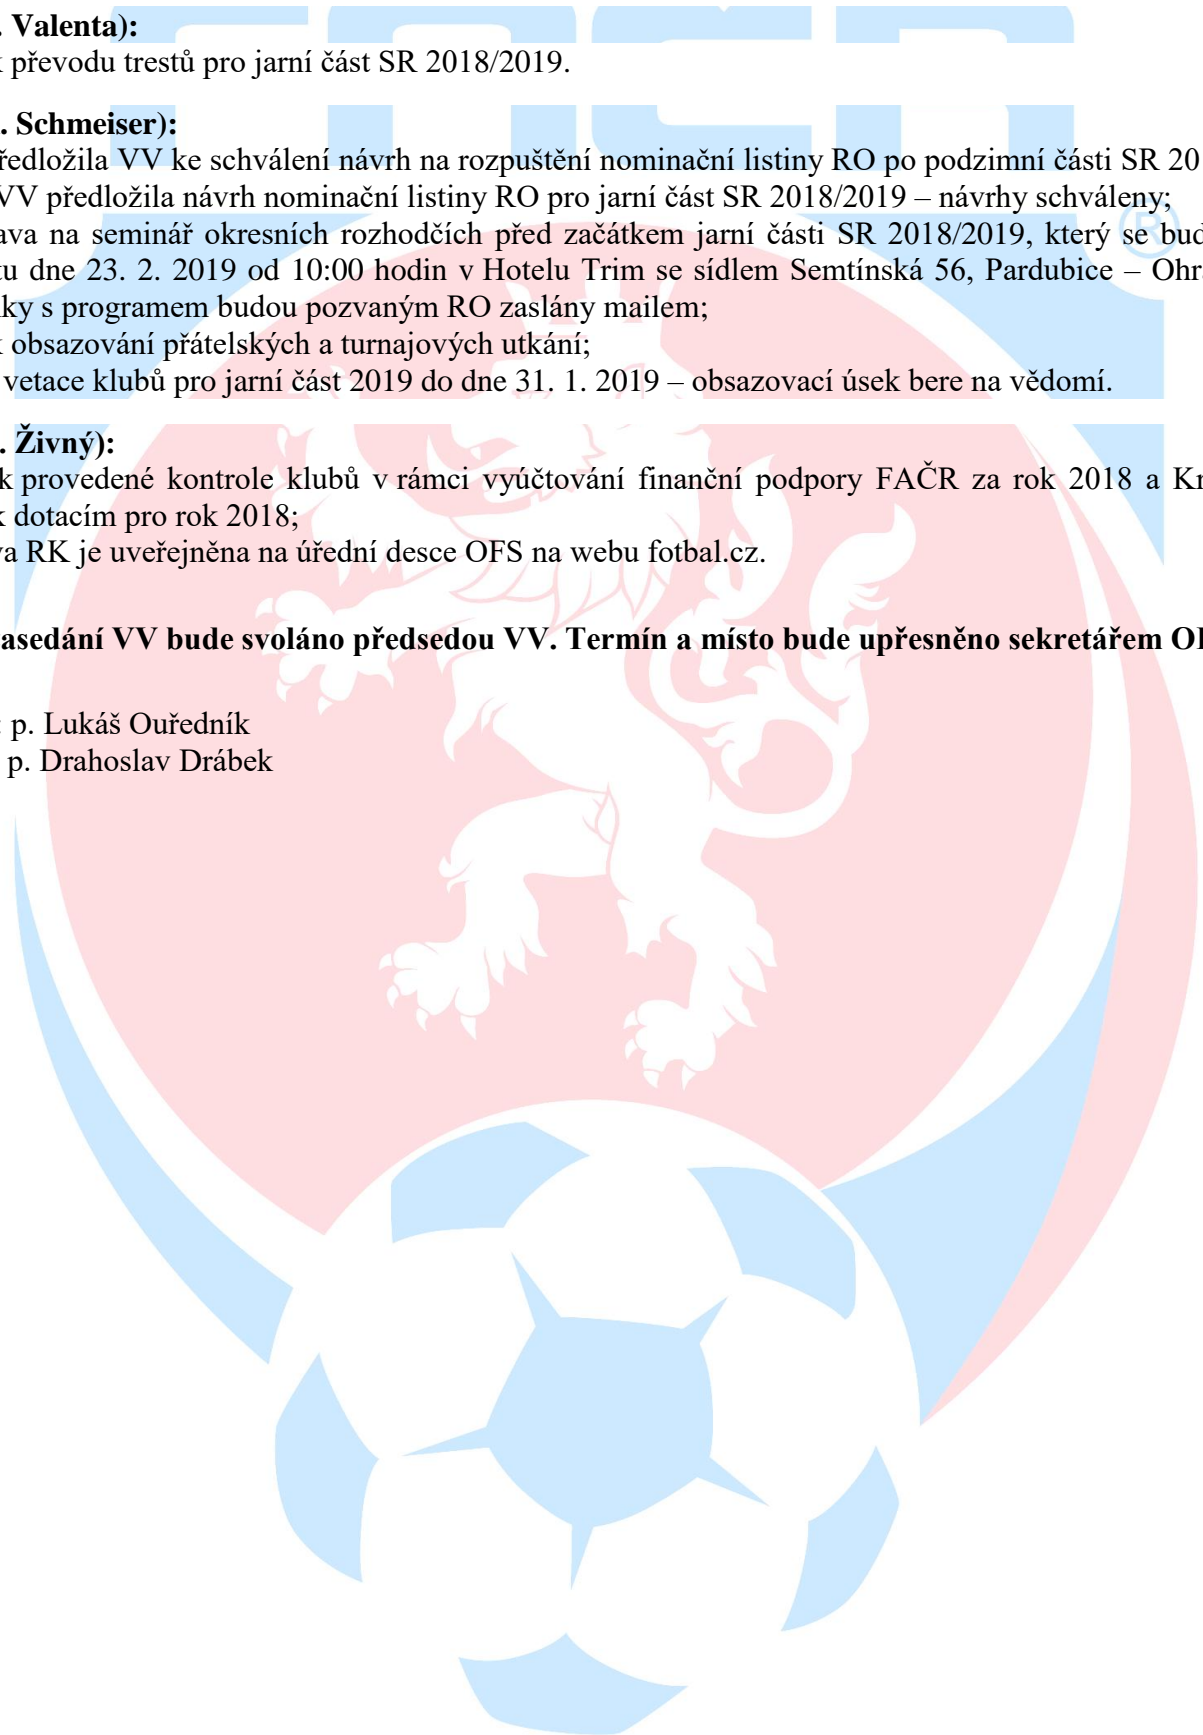 . Valenta):
k převodu trestů pro jarní část SR 2018/2019.
. Schmeiser):
ředložila VV ke schválení návrh na rozpuštění nominační listiny RO po podzimní části SR 20
VV předložila návrh nominační listiny RO pro jarní část SR 2018/2019 – návrhy schváleny;
ava na seminář okresních rozhodčích před začátkem jarní části SR 2018/2019, který se bud
tu dne 23. 2. 2019 od 10:00 hodin v Hotelu Trim se sídlem Semtínská 56, Pardubice – Ohr
ky s programem budou pozvaným RO zaslány mailem;
k obsazování přátelských a turnajových utkání;
vetace klubů pro jarní část 2019 do dne 31. 1. 2019 – obsazovací úsek bere na vědomí.
. Živný):
k provedené kontrole klubů v rámci vyúčtování finanční podpory FAČR za rok 2018 a Kr
k dotacím pro rok 2018;
va RK je uveřejněna na úřední desce OFS na webu fotbal.cz.
asedání VV bude svoláno předsedou VV. Termín a místo bude upřesněno sekretářem O
: p. Lukáš Ouředník
p. Drahoslav Drábek
®